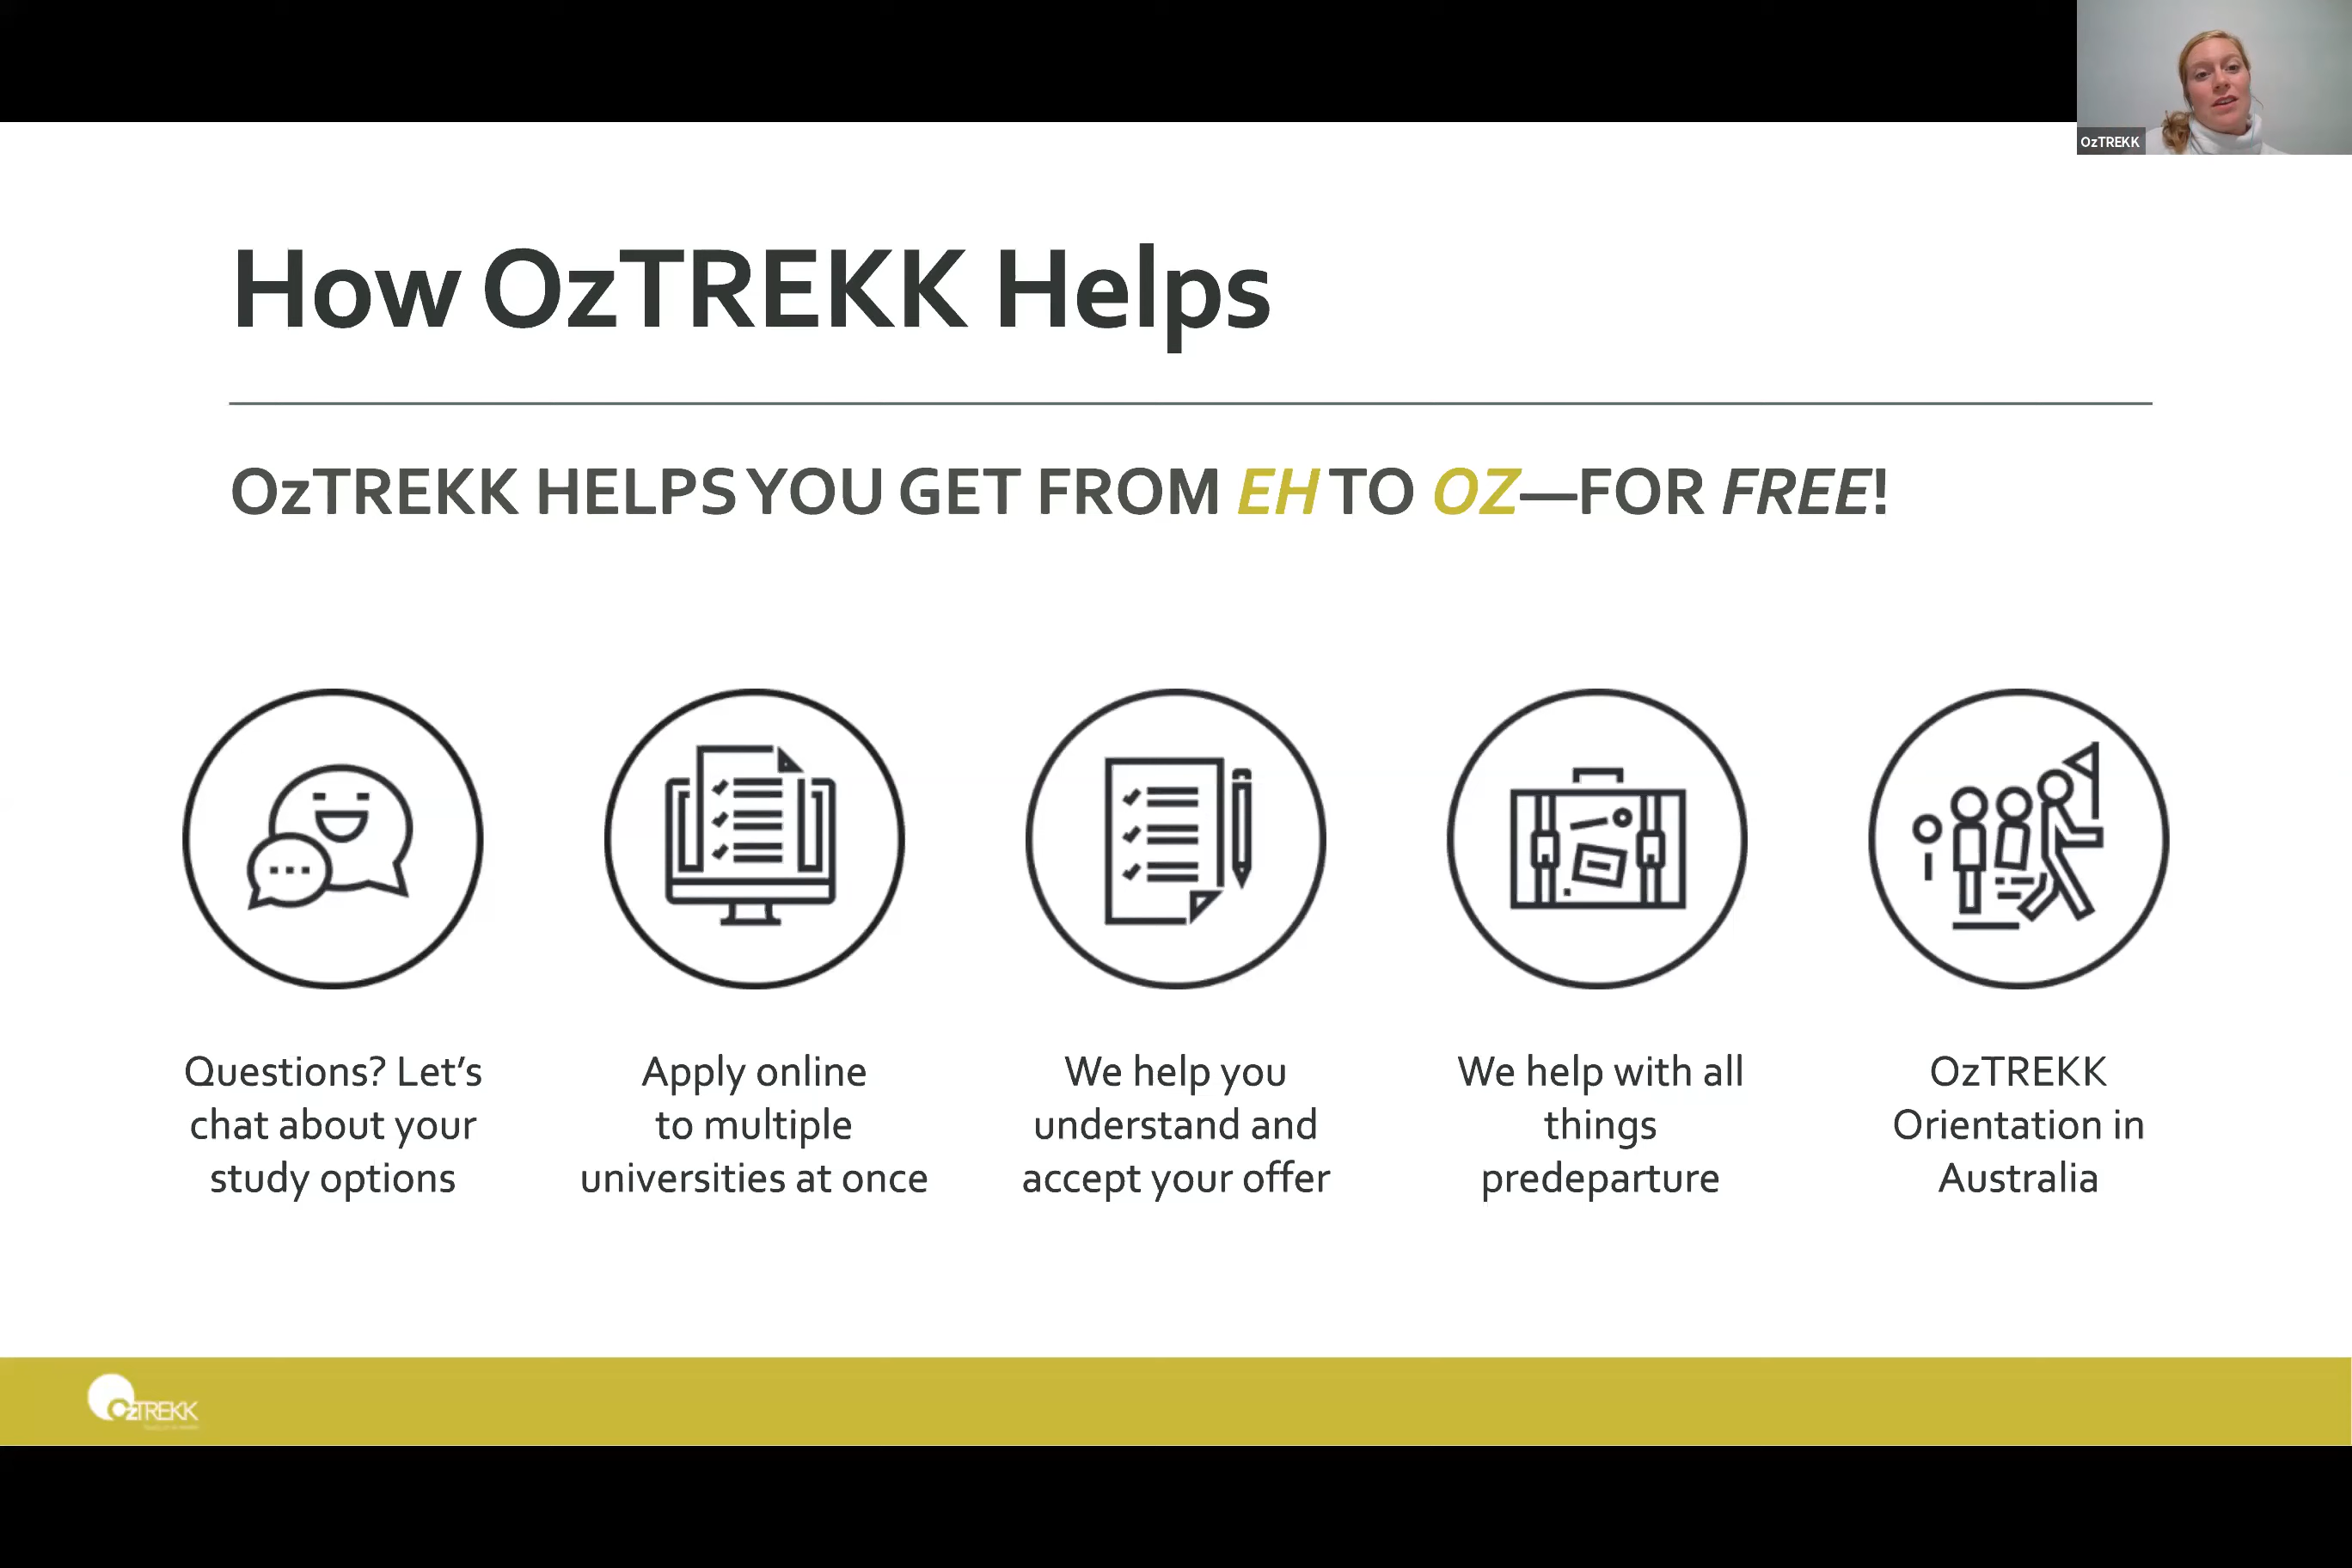 OzTREKK
How OzTREKK Helps
OzTREKK HELPS YOU GET FROM EH TO OZ—FOR FREE!
Questions? Let's
chat about your
study options
Apply online
to multiple
universities at once
We help you
understand and
accept your offer
We help with all
things
predeparture
OzTREKK
Orientation in
Australia
OzTREKK